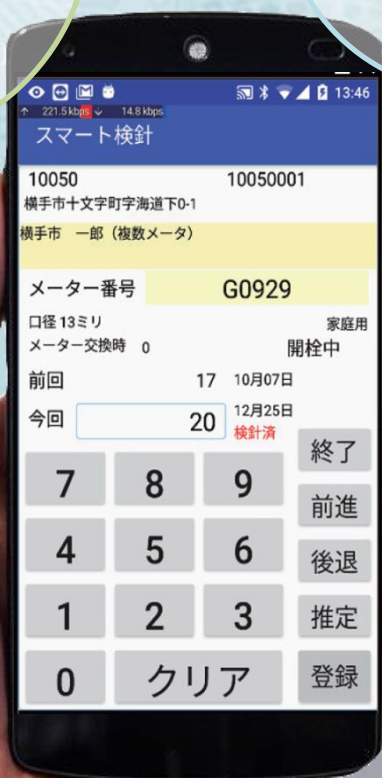 13:46
↑ 221.5 kbps ↓ 14.8 kbps
スマート検針
10050 10050001
横手市十文字町字海道下0-1
横手市 一郎（複数メータ）
メーター番号 G0929
口径 13ミリ 家庭用
メーター交換時 0 開栓中
前回 17 10月07日
今回 20 12月25日
検針済
終了
7 8 9
前進
4 5 6 後退
1 2 3 推定
0 クリア 登録